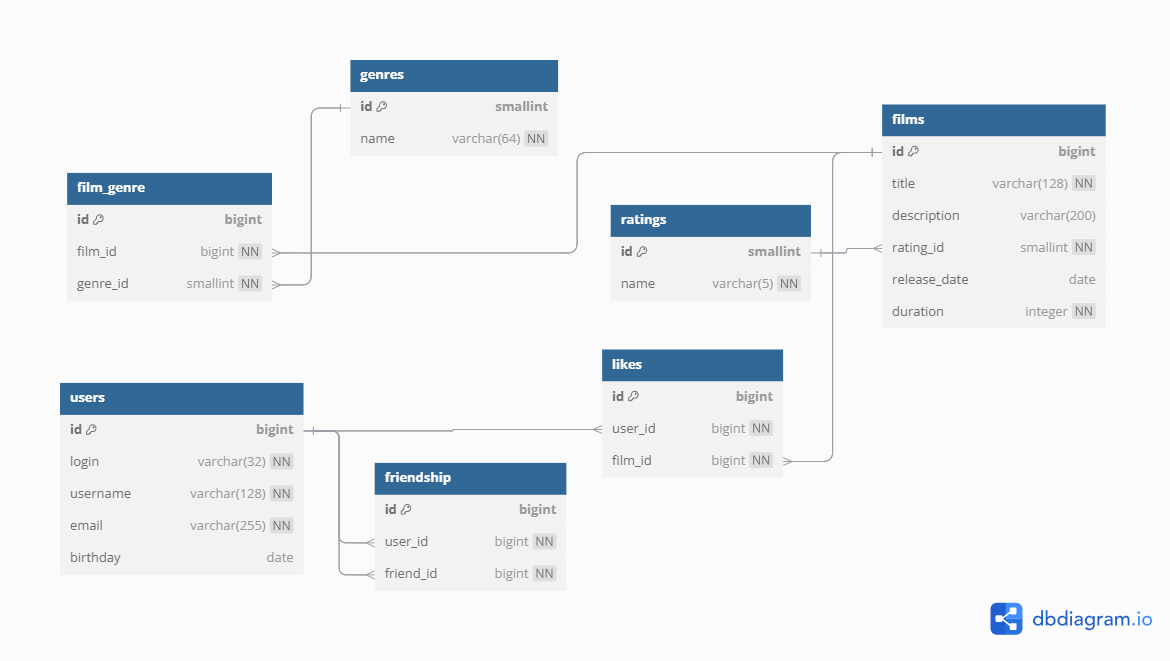 genres
id smallint
name varchar(64) NN
films
id bigint
title varchar(128) NN
description varchar(200)
rating_id smallint NN
release_date date
duration integer NN
film_genre
id bigint
film_id bigint NN
genre_id smallint NN
ratings
id smallint
name varchar(5) NN
likes
id bigint
user_id bigint NN
film_id bigint NN
users
id bigint
login varchar(32) NN
username varchar(128) NN
email varchar(255) NN
birthday date
friendship
id bigint
user_id bigint NN
friend_id bigint NN
dbdiagram.io